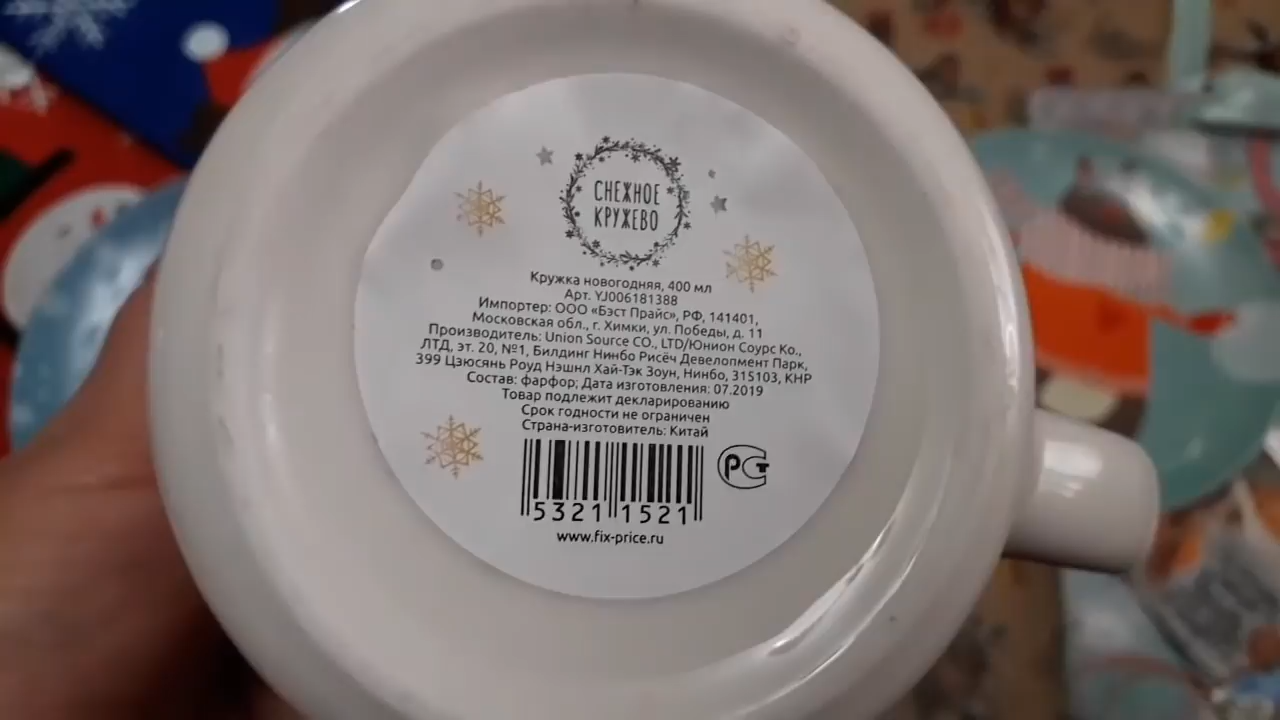 СНЕЖНОЕ
КРУЖЕВО
Кружка новогодняя, 400 мл
Арт. YJ006181388
Импортер: ООО «Бэст Прайс», РФ, 141401,
Московская обл., г. Химки, ул. Победы, д. 11
Производитель: Union Source CO., LTD/Юнион Соурс Ко.,
ЛТД, эт. 20, №1, Билдинг Нинбо Рисёч Девелопмент Парк,
399 Цзюсянь Роуд Нэшнл Хай-Тэк Зоун, Нинбо, 315103, КНР
Состав: фарфор; Дата изготовления: 07.2019
Товар подлежит декларированию
Срок годности не ограничен
Страна-изготовитель: Китай
РСТ
5321 1521
www.fix-price.ru